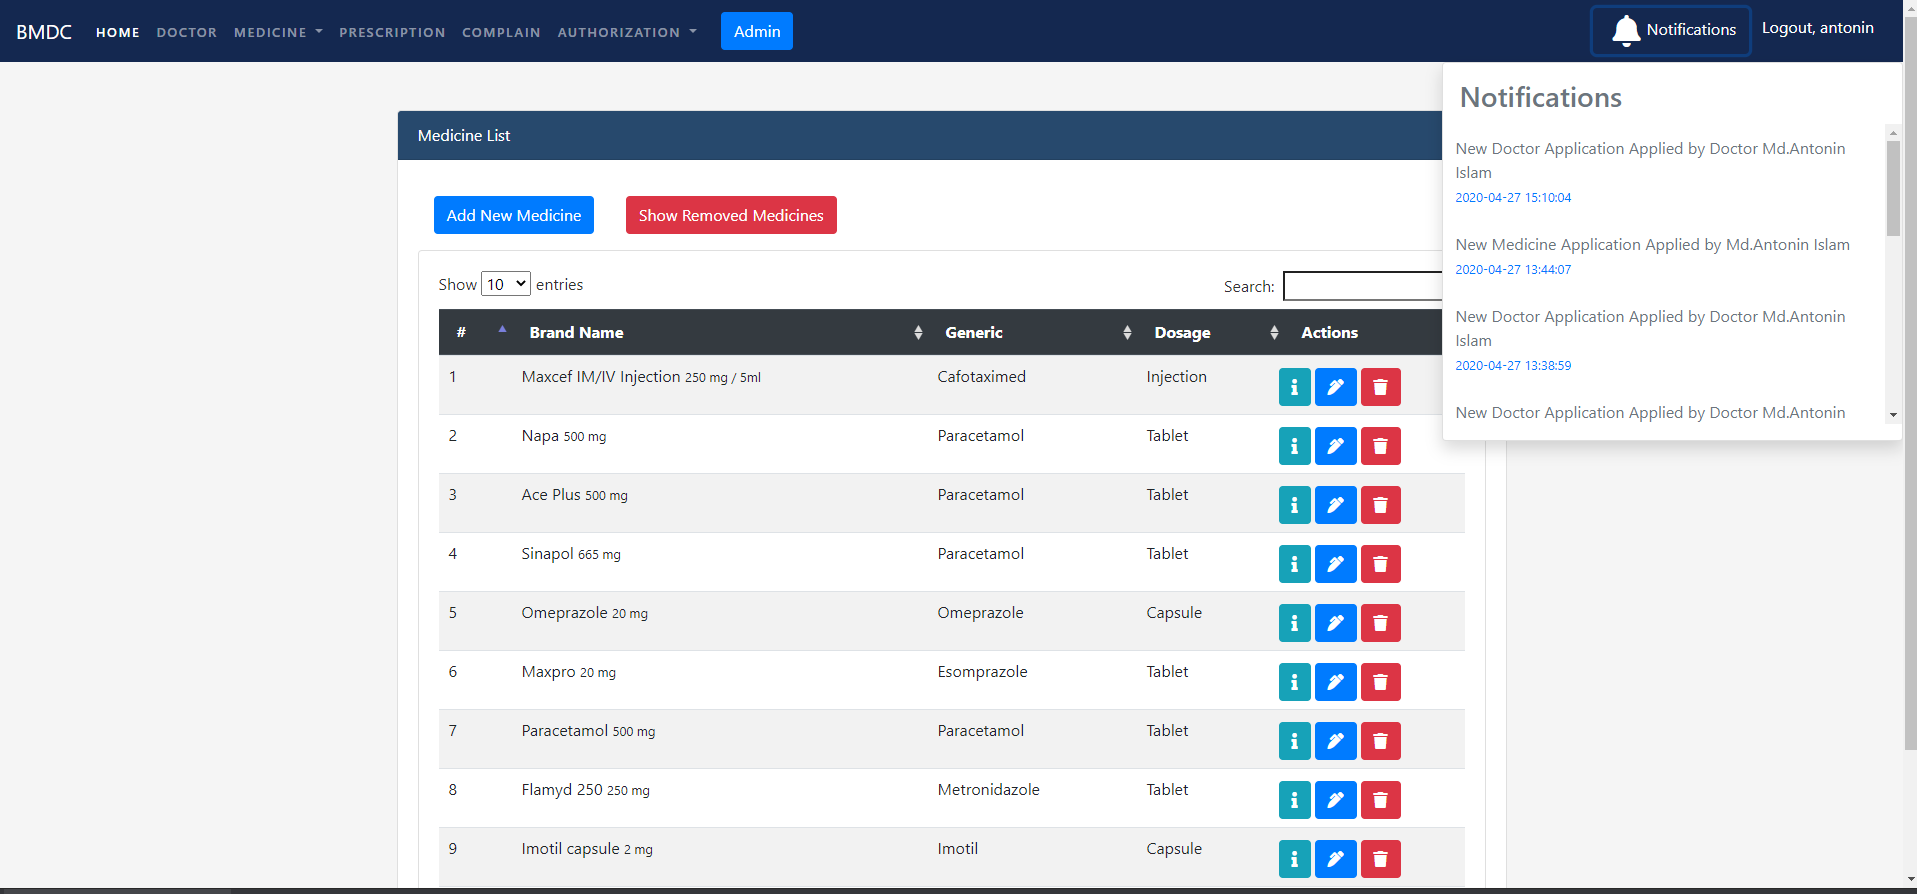 BMDC HOME DOCTOR MEDICINE PRESCRIPTION COMPLAIN AUTHORIZATION Admin Notifications Logout, antonin
Notifications
New Doctor Application Applied by Doctor Md.Antonin
Islam
2020-04-27 15:10:04
New Medicine Application Applied by Md.Antonin Islam
2020-04-27 13:44:07
New Doctor Application Applied by Doctor Md.Antonin
Islam
2020-04-27 13:38:59
New Doctor Application Applied by Doctor Md.Antonin
Medicine List
Add New Medicine Show Removed Medicines
Show 10 entries Search:
# Brand Name Generic Dosage Actions
1 Maxcef IM/IV Injection 250 mg / 5ml Cafotaximed Injection
2 Napa 500 mg Paracetamol Tablet
3 Ace Plus 500 mg Paracetamol Tablet
4 Sinapol 665 mg Paracetamol Tablet
5 Omeprazole 20 mg Omeprazole Capsule
6 Maxpro 20 mg Esomprazole Tablet
7 Paracetamol 500 mg Paracetamol Tablet
8 Flamyd 250 250 mg Metronidazole Tablet
9 Imotil capsule 2 mg Imotil Capsule